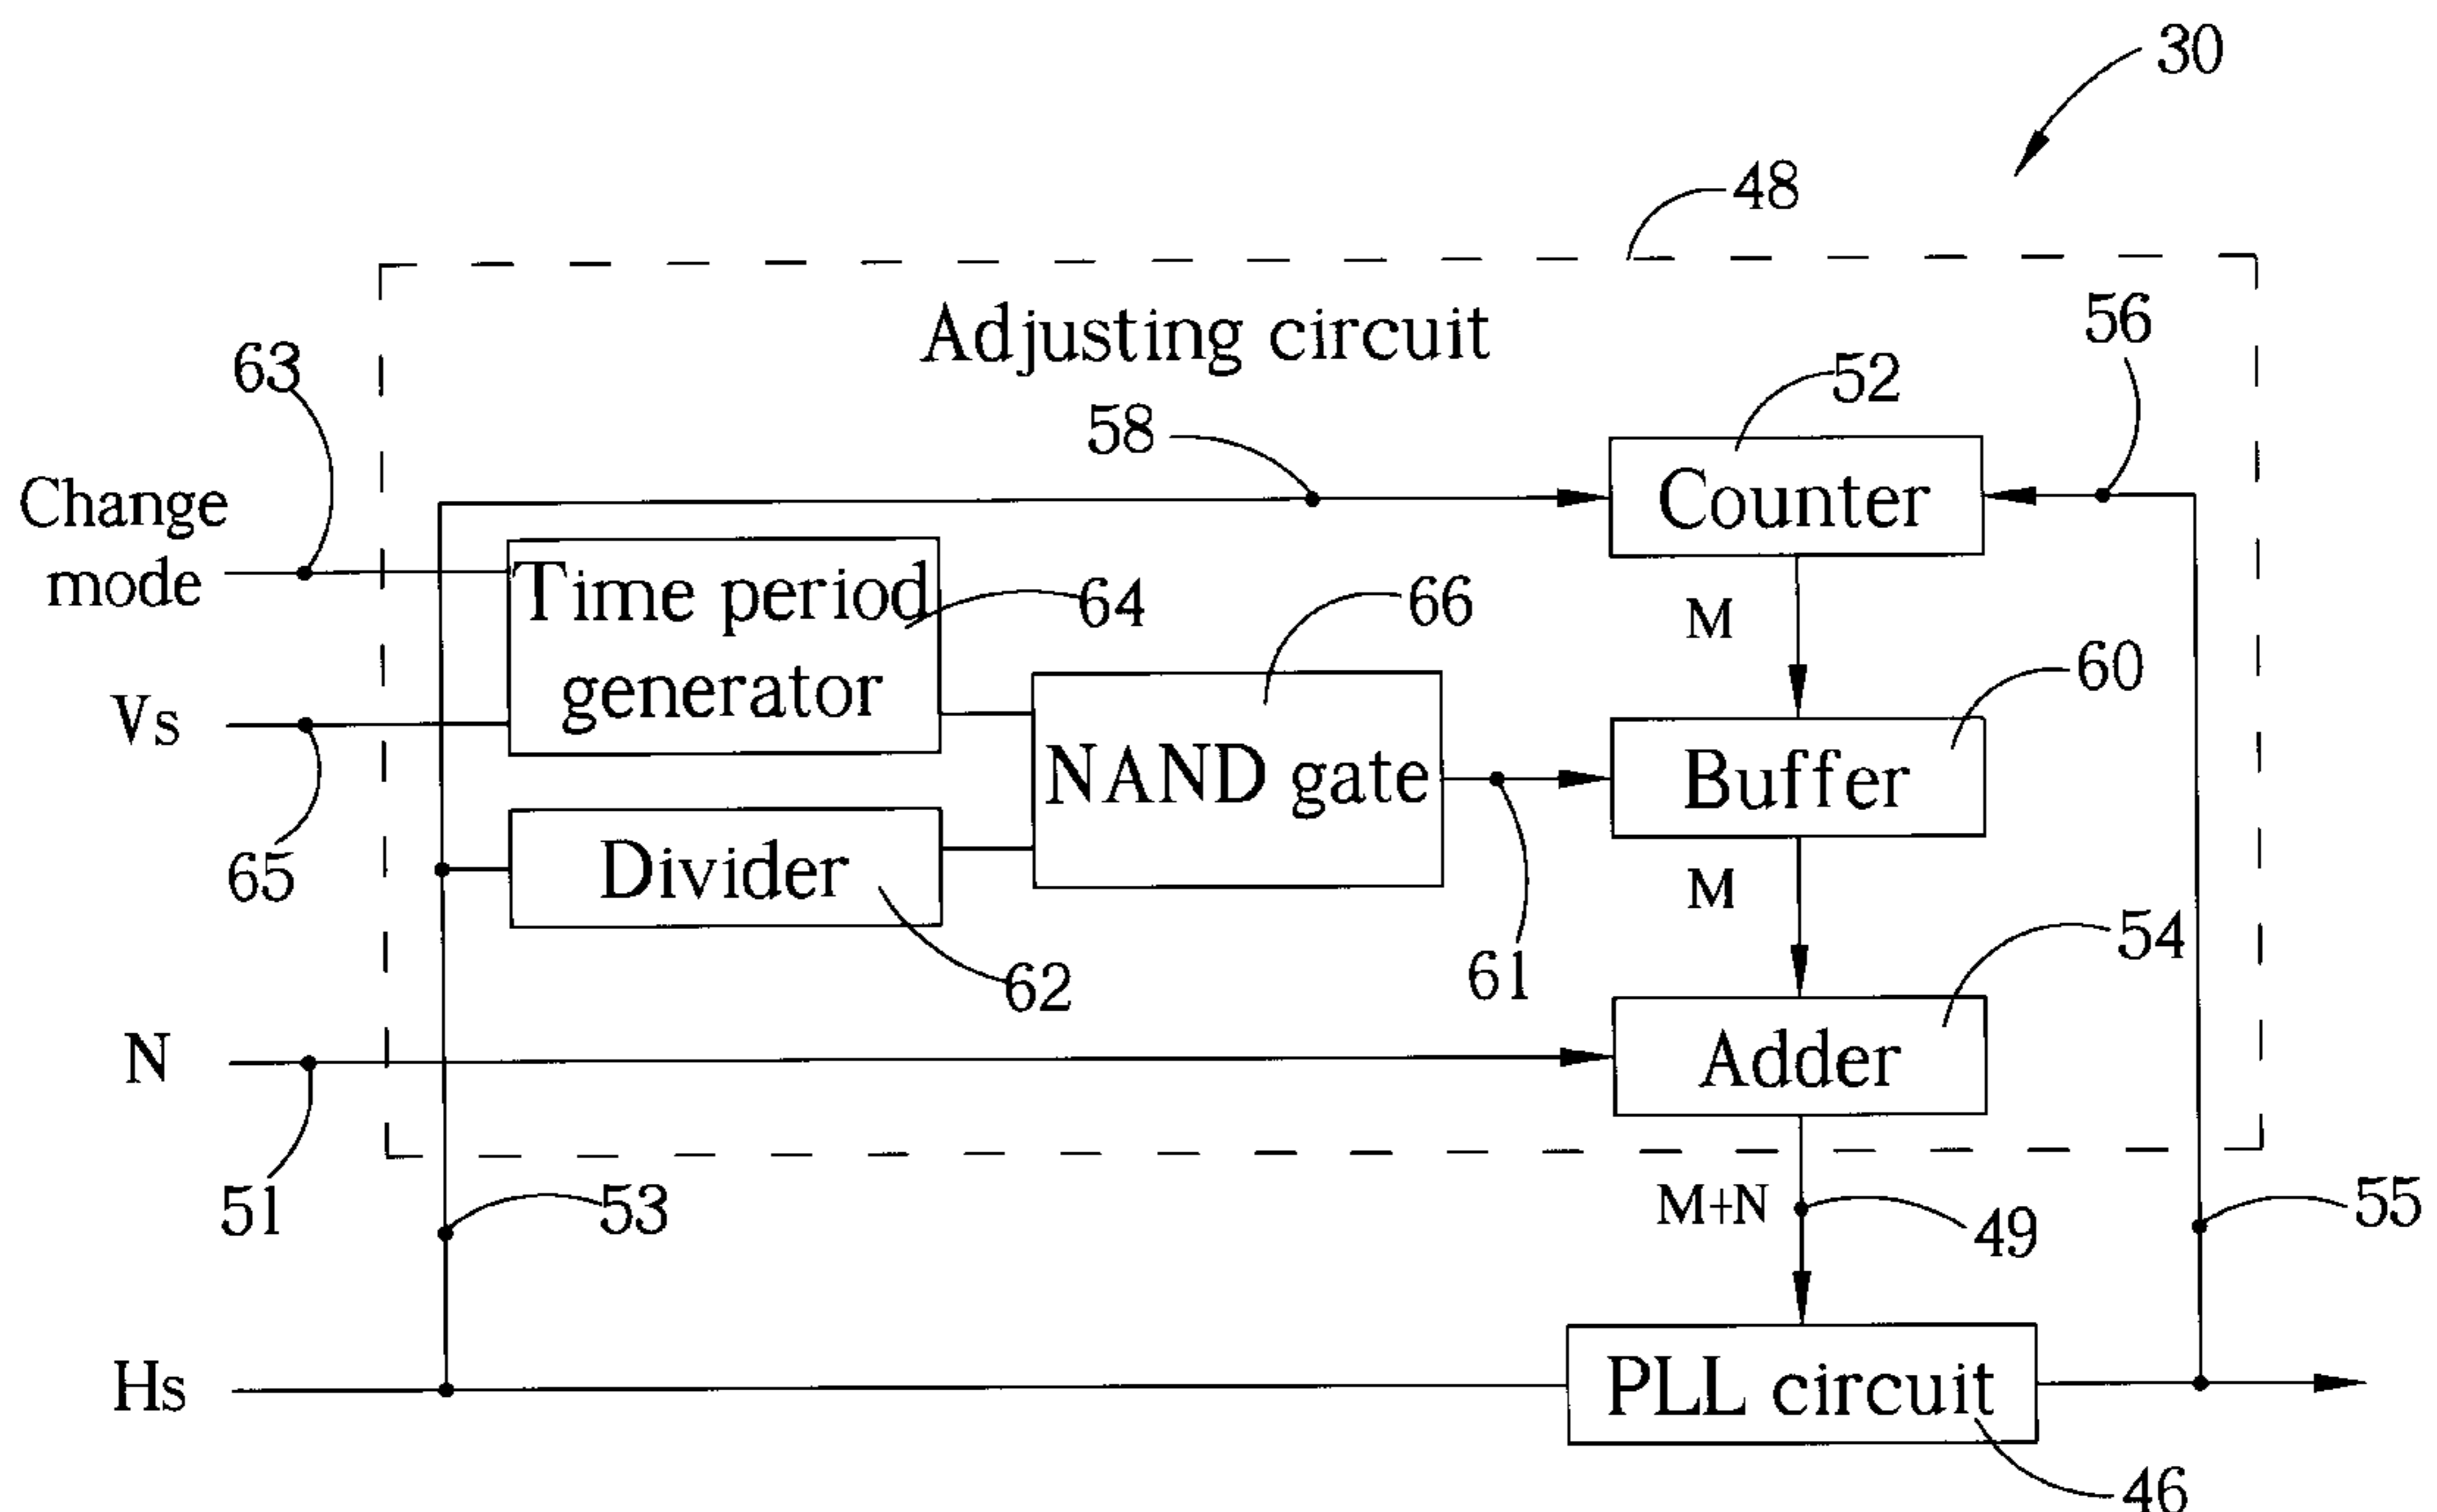 30
48
Adjusting circuit
56
63
52
58
Change
mode
Counter
Time period
generator
64
66
M
60
Vs
NAND gate
Buffer
65
Divider
M
54
62
61
N
Adder
51
53
M+N
49
55
Hs
PLL circuit
46